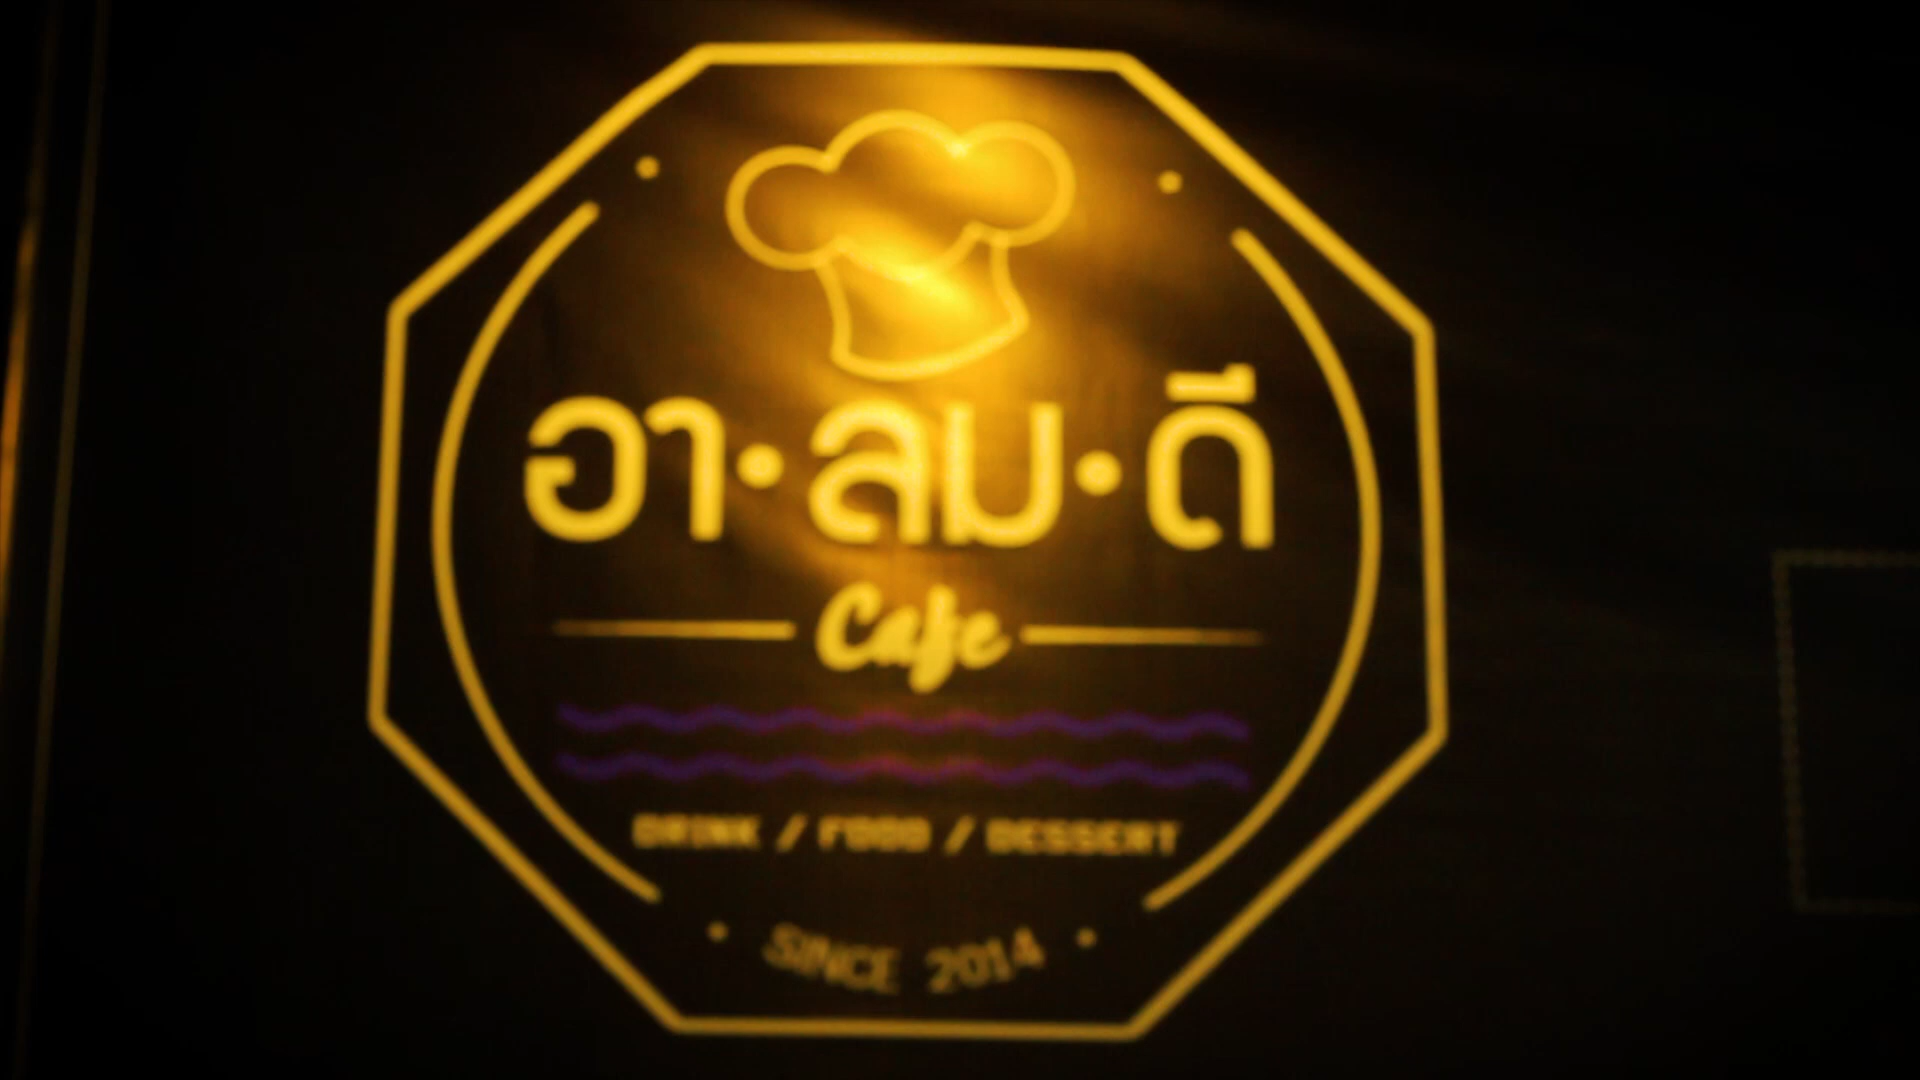 อา•ลม•ดี
Cafe
DRINK / FOOD / DESSERT
• SINCE 2014 •